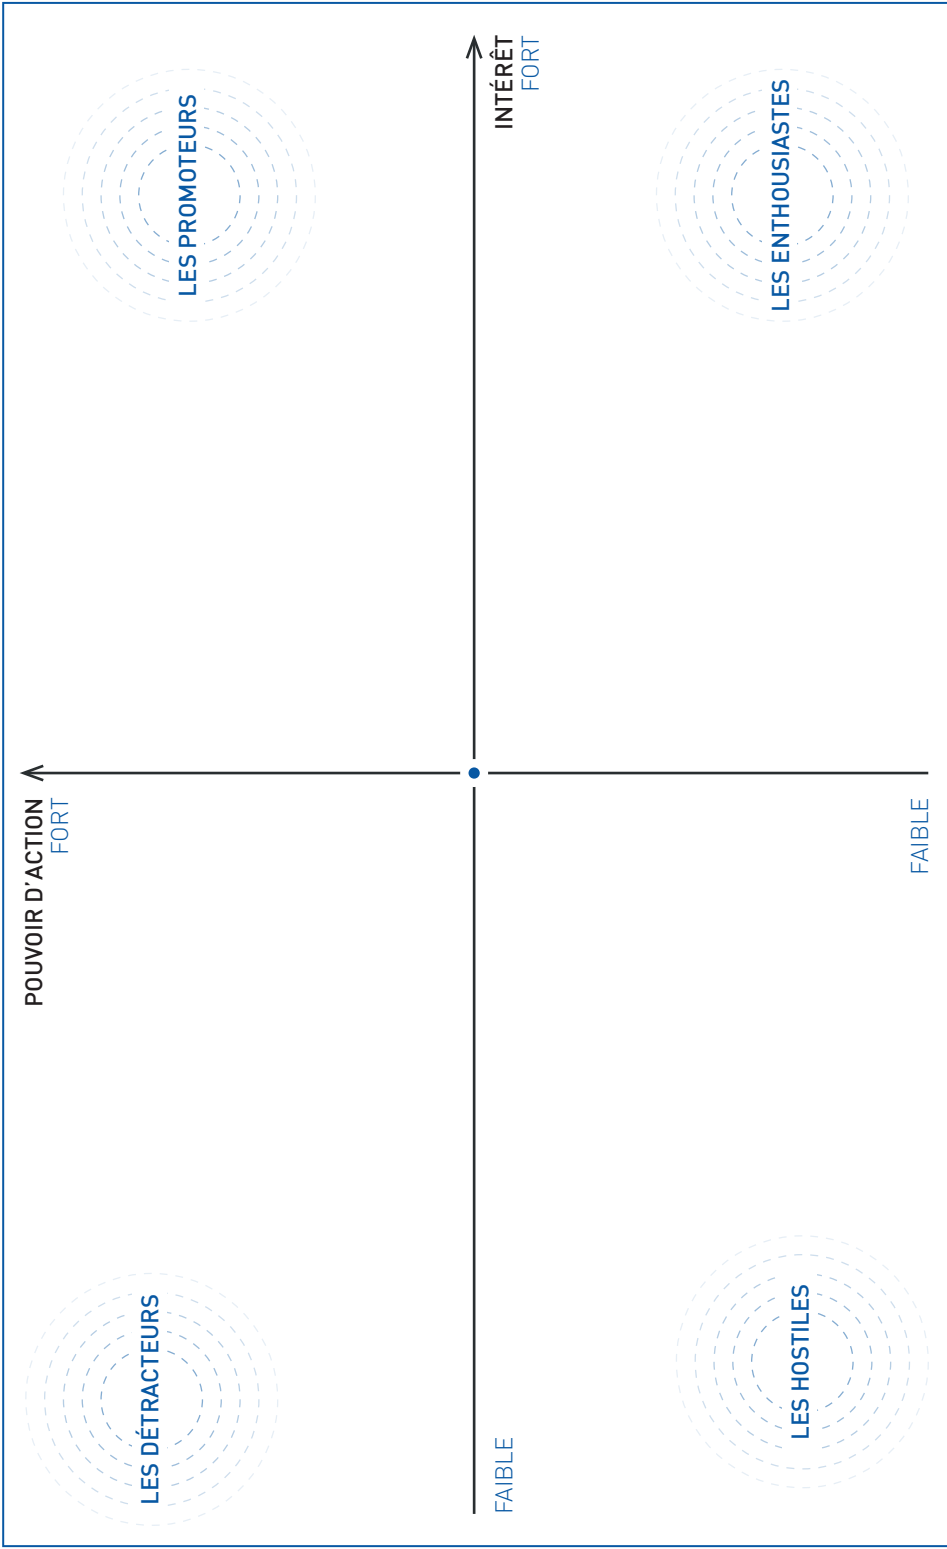 POUVOIR D'ACTION
FORT
LES DÉTRACTEURS
LES PROMOTEURS
FAIBLE
INTÉRÊT
FORT
LES HOSTILES
LES ENTHOUSIASTES
FAIBLE